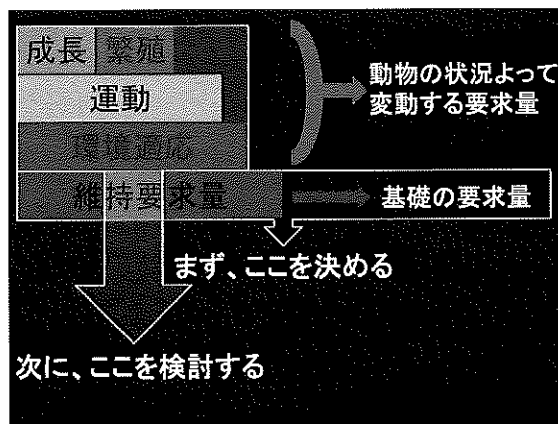 成長 繁殖
運動
環境適応
維持要求量
動物の状況よって
変動する要求量
基礎の要求量
まず、ここを決める
次に、ここを検討する